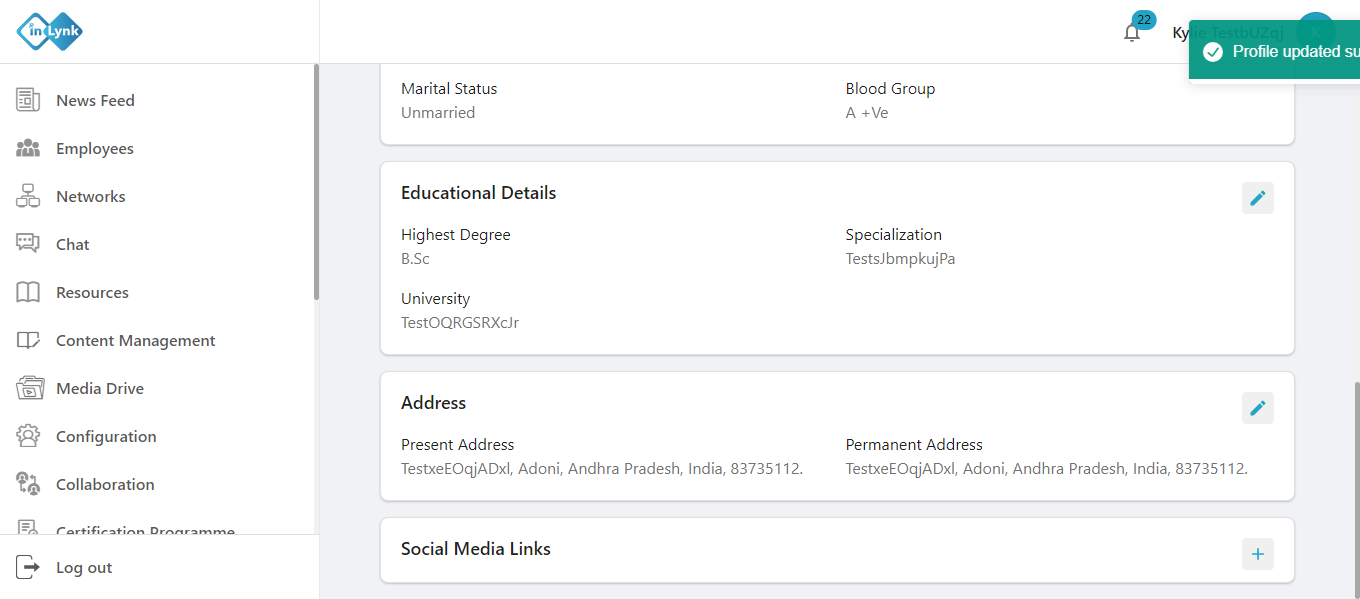 inLynk
22
Kylie TestbUZqj
Profile updated su
News Feed
Employees
Networks
Chat
Resources
Content Management
Media Drive
Configuration
Collaboration
Certification Programme
Log out
Marital Status
Unmarried
Blood Group
A +Ve
Educational Details
Highest Degree
B.Sc
Specialization
TestsJbmpkujPa
University
TestOQRGSRXcJr
Address
Present Address
TestxeEOqjADxl, Adoni, Andhra Pradesh, India, 83735112.
Permanent Address
TestxeEOqjADxl, Adoni, Andhra Pradesh, India, 83735112.
Social Media Links